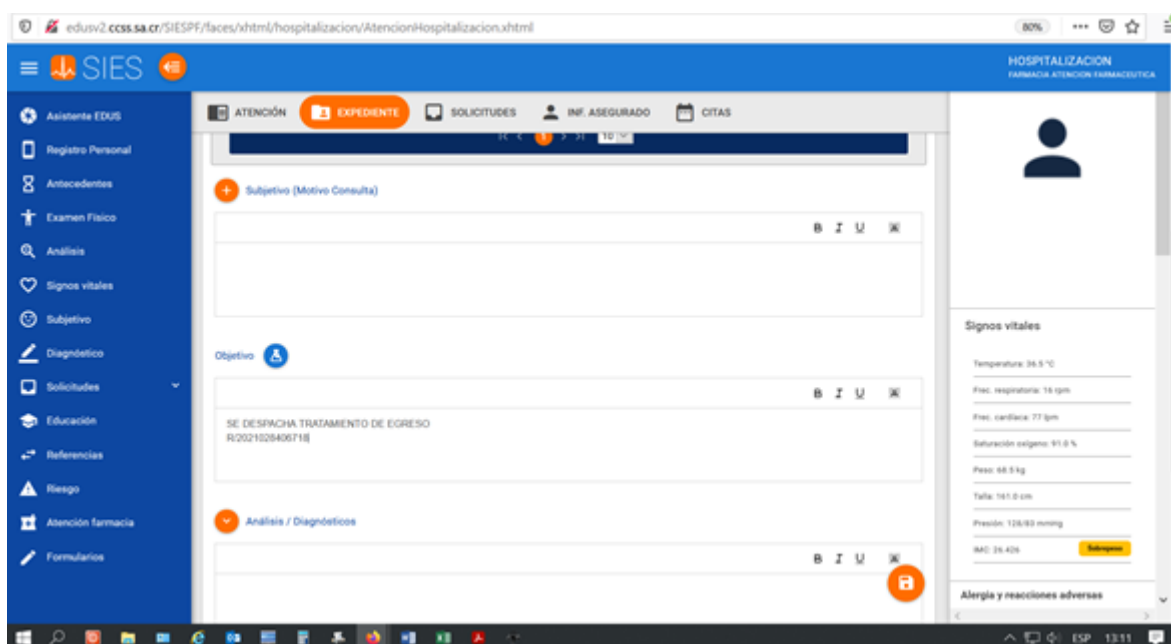 edusv2.ccss.sa.cr/SIESPF/faces/xhtml/hospitalizacion/AtencionHospitalizacion.xhtml
80%
SIES
HOSPITALIZACION
FARMACIA ATENCION FARMACEUTICA
Asistente EDUS
Registro Personal
Antecedentes
Examen Físico
Análisis
Signos vitales
Subjetivo
Diagnóstico
Solicitudes
Educación
Referencias
Riesgo
Atención farmacia
Formularios
ATENCIÓN
EXPEDIENTE
SOLICITUDES
INF. ASEGURADO
CITAS
1
10
Subjetivo (Motivo Consulta)
B I U
Objetivo
B I U
SE DESPACHA TRATAMIENTO DE EGRESO
R/2021028406718
Análisis / Diagnósticos
B I U
Signos vitales
Temperatura: 36.5 °C
Frec. respiratoria: 16 rpm
Frec. cardíaca: 77 lpm
Saturación oxígeno: 91.0 %
Peso: 68.5 kg
Talla: 161.0 cm
Presión: 128/83 mmHg
IMC: 26.426
Sobrepeso
Alergia y reacciones adversas
ESP
13:11